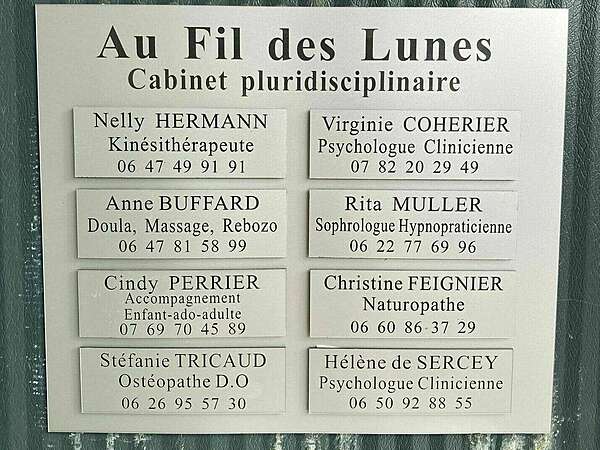 Au Fil des Lunes
Cabinet pluridisciplinaire
Nelly HERMANN
Kinésithérapeute
06 47 49 91 91
Virginie COHERIER
Psychologue Clinicienne
07 82 20 29 49
Anne BUFFARD
Doula, Massage, Rebozo
06 47 81 58 99
Rita MULLER
Sophrologue Hypnopraticienne
06 22 77 69 96
Cindy PERRIER
Accompagnement
Enfant-ado-adulte
07 69 70 45 89
Christine FEIGNIER
Naturopathe
06 60 86-37 29
Stéfanie TRICAUD
Ostéopathe D.O
06 26 95 57 30
Hélène de SERCEY
Psychologue Clinicienne
06 50 92 88 55